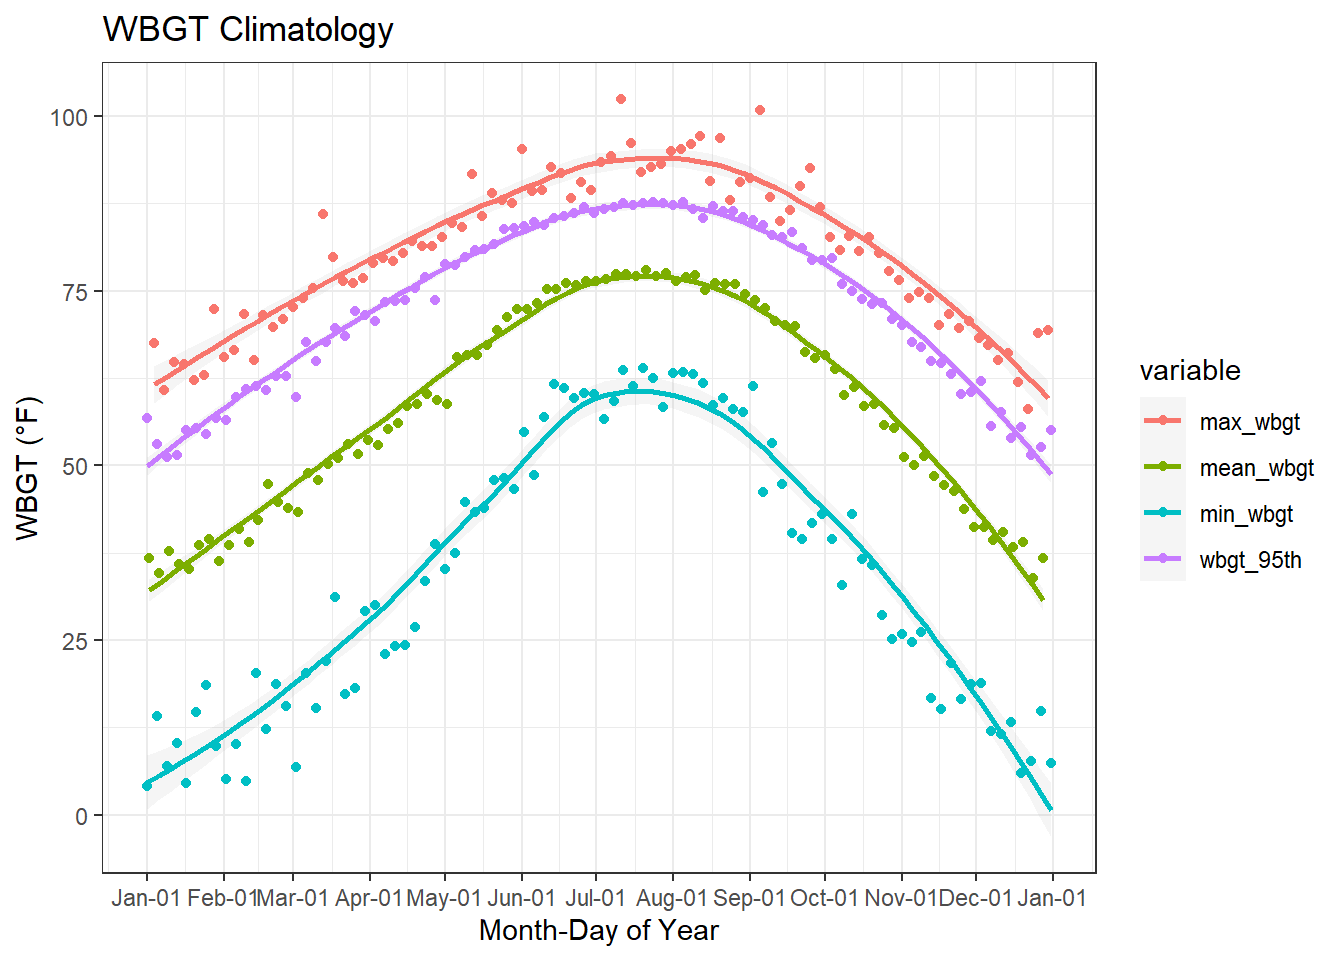 WBGT Climatology
WBGT (°F)
100
75
50
25
0
Jan-01 Feb-01 Mar-01 Apr-01 May-01 Jun-01 Jul-01 Aug-01 Sep-01 Oct-01 Nov-01 Dec-01 Jan-01
Month-Day of Year
variable
max_wbgt
mean_wbgt
min_wbgt
wbgt_95th